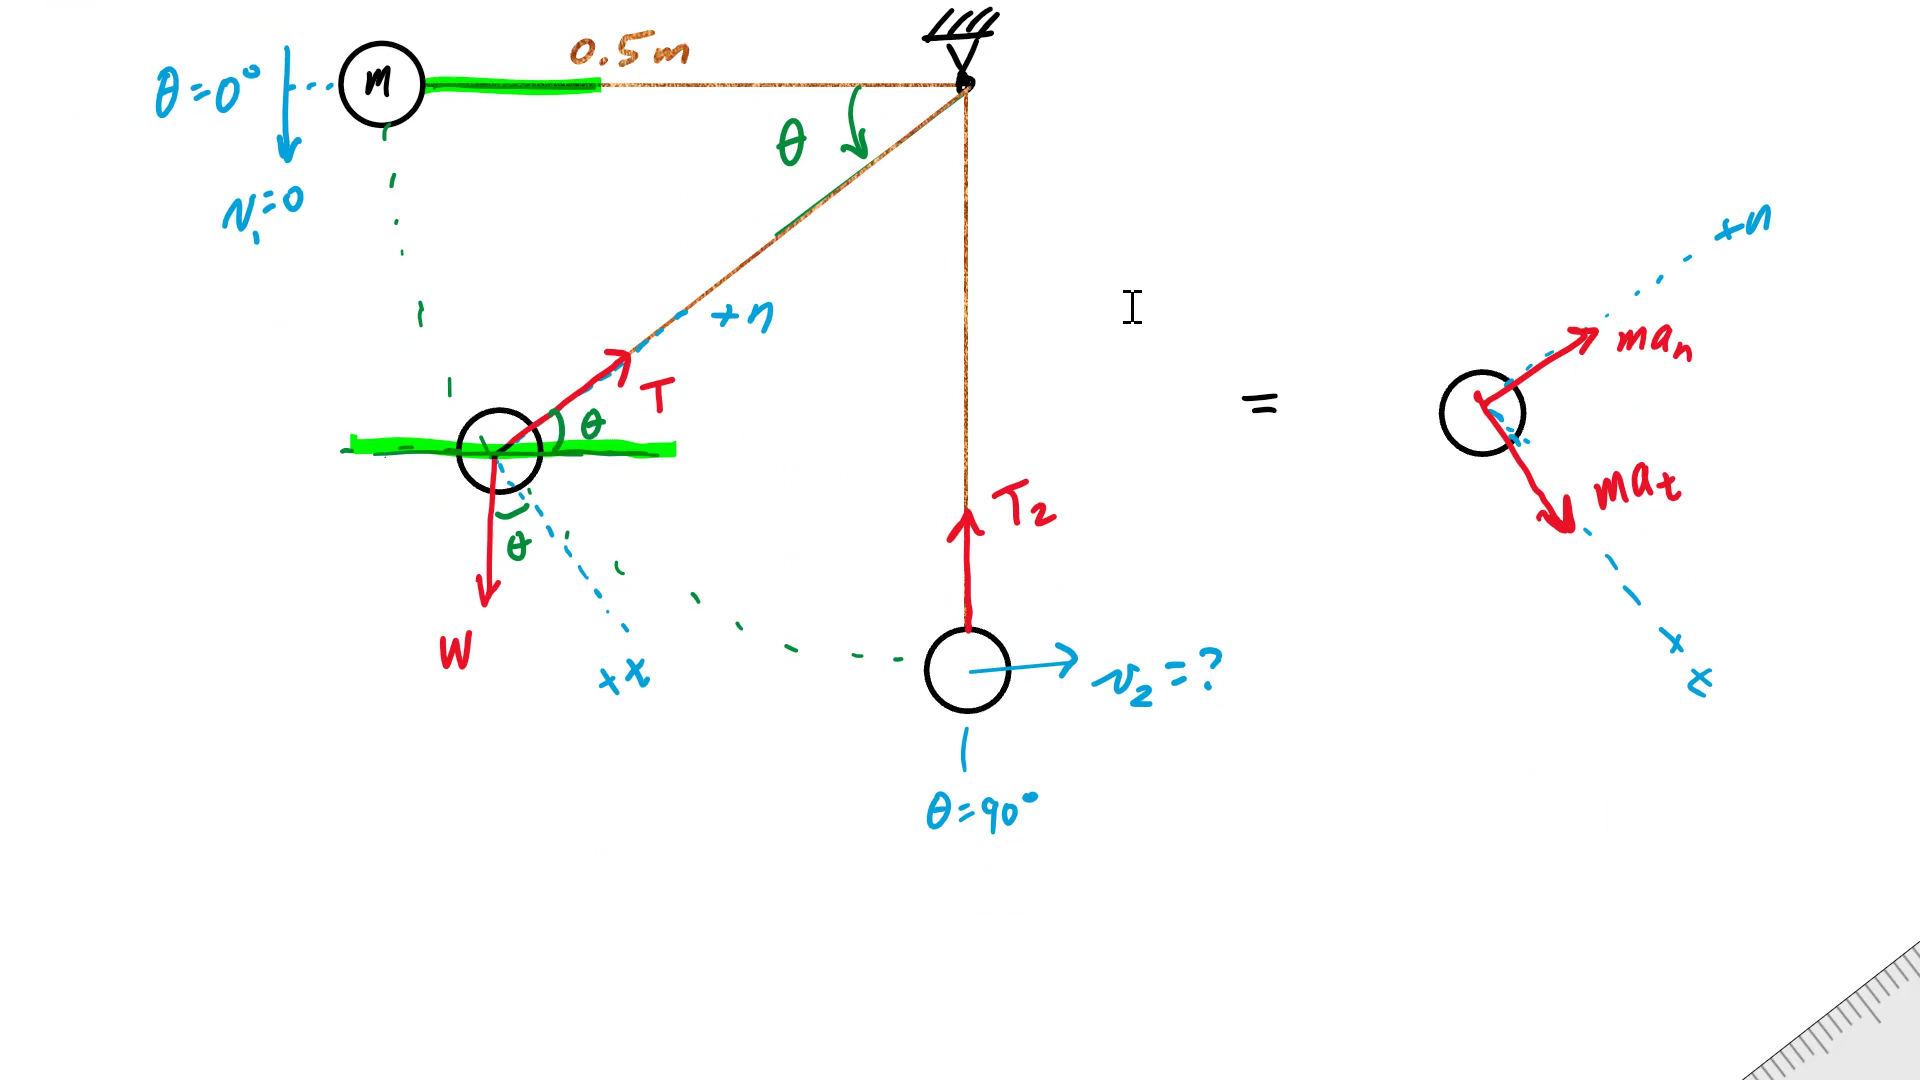 0.5m
θ=0°
m
θ
v₁=0
+n
+n
T
man
θ
=
T₂
mat
θ
W
+x
v₂=?
+
t
θ=90°